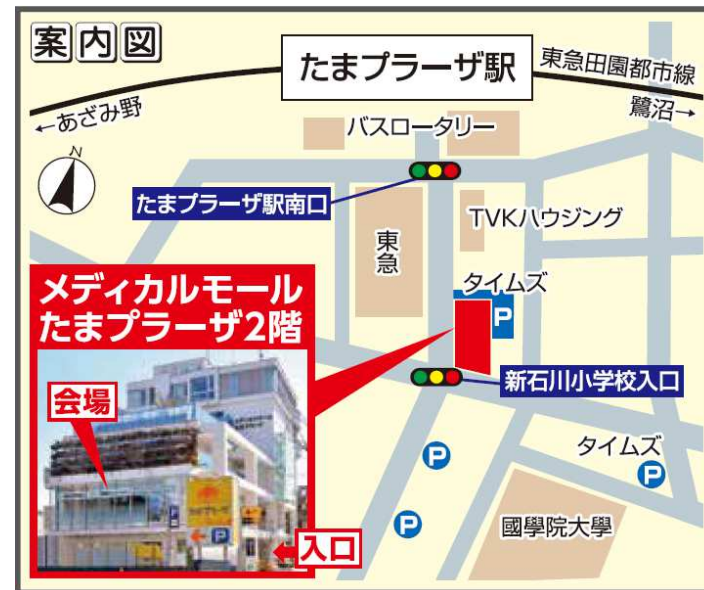 案内図
たまプラーザ駅
東急田園都市線
←あざみ野
鷺沼→
N
バスロータリー
たまプラーザ駅南口
東急
TVKハウジング
タイムズ
P
メディカルモール
たまプラーザ2階
会場
新石川小学校入口
タイムズ
P
P
P
P
國學院大學
←入口